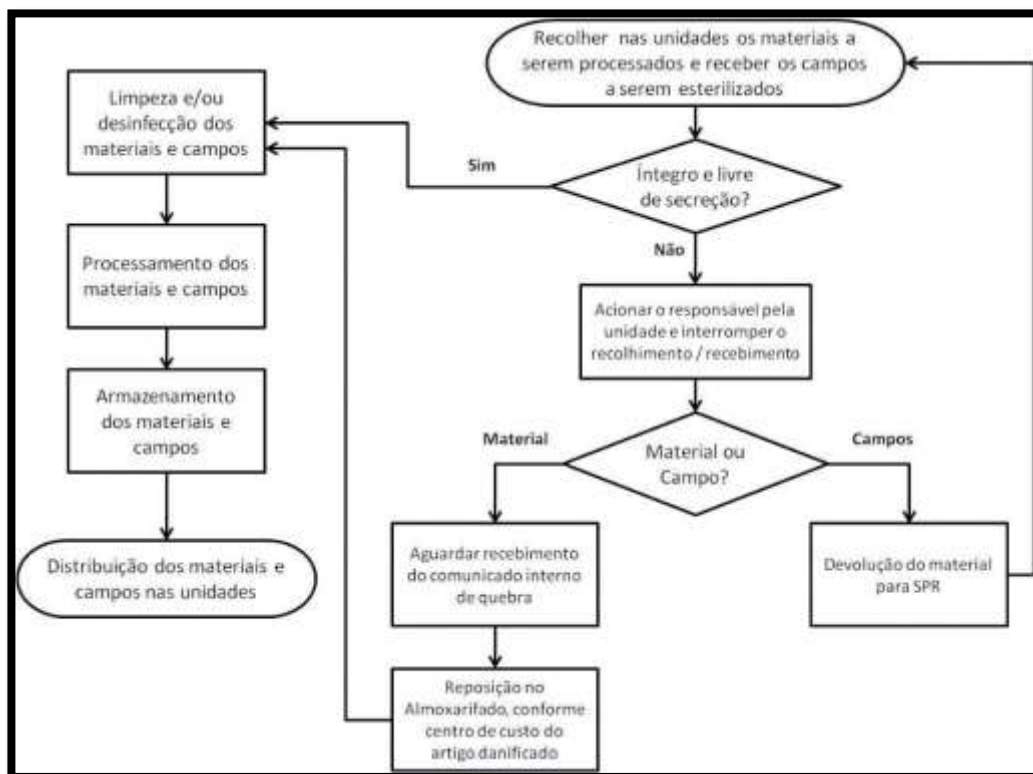 Recolher nas unidades os materiais a
serem processados e receber os campos
a serem esterilizados
Íntegro e livre
de secreção?
Sim
Não
Limpeza e/ou
desinfecção dos
materiais e campos
Processamento dos
materiais e campos
Armazenamento
dos materiais e
campos
Distribuição dos materiais e
campos nas unidades
Acionar o responsável pela
unidade e interromper o
recolhimento / recebimento
Material ou
Campo?
Material
Campos
Aguardar recebimento
do comunicado interno
de quebra
Reposição no
Almoxarifado, conforme
centro de custo do
artigo danificado
Devolução do material
para SPR